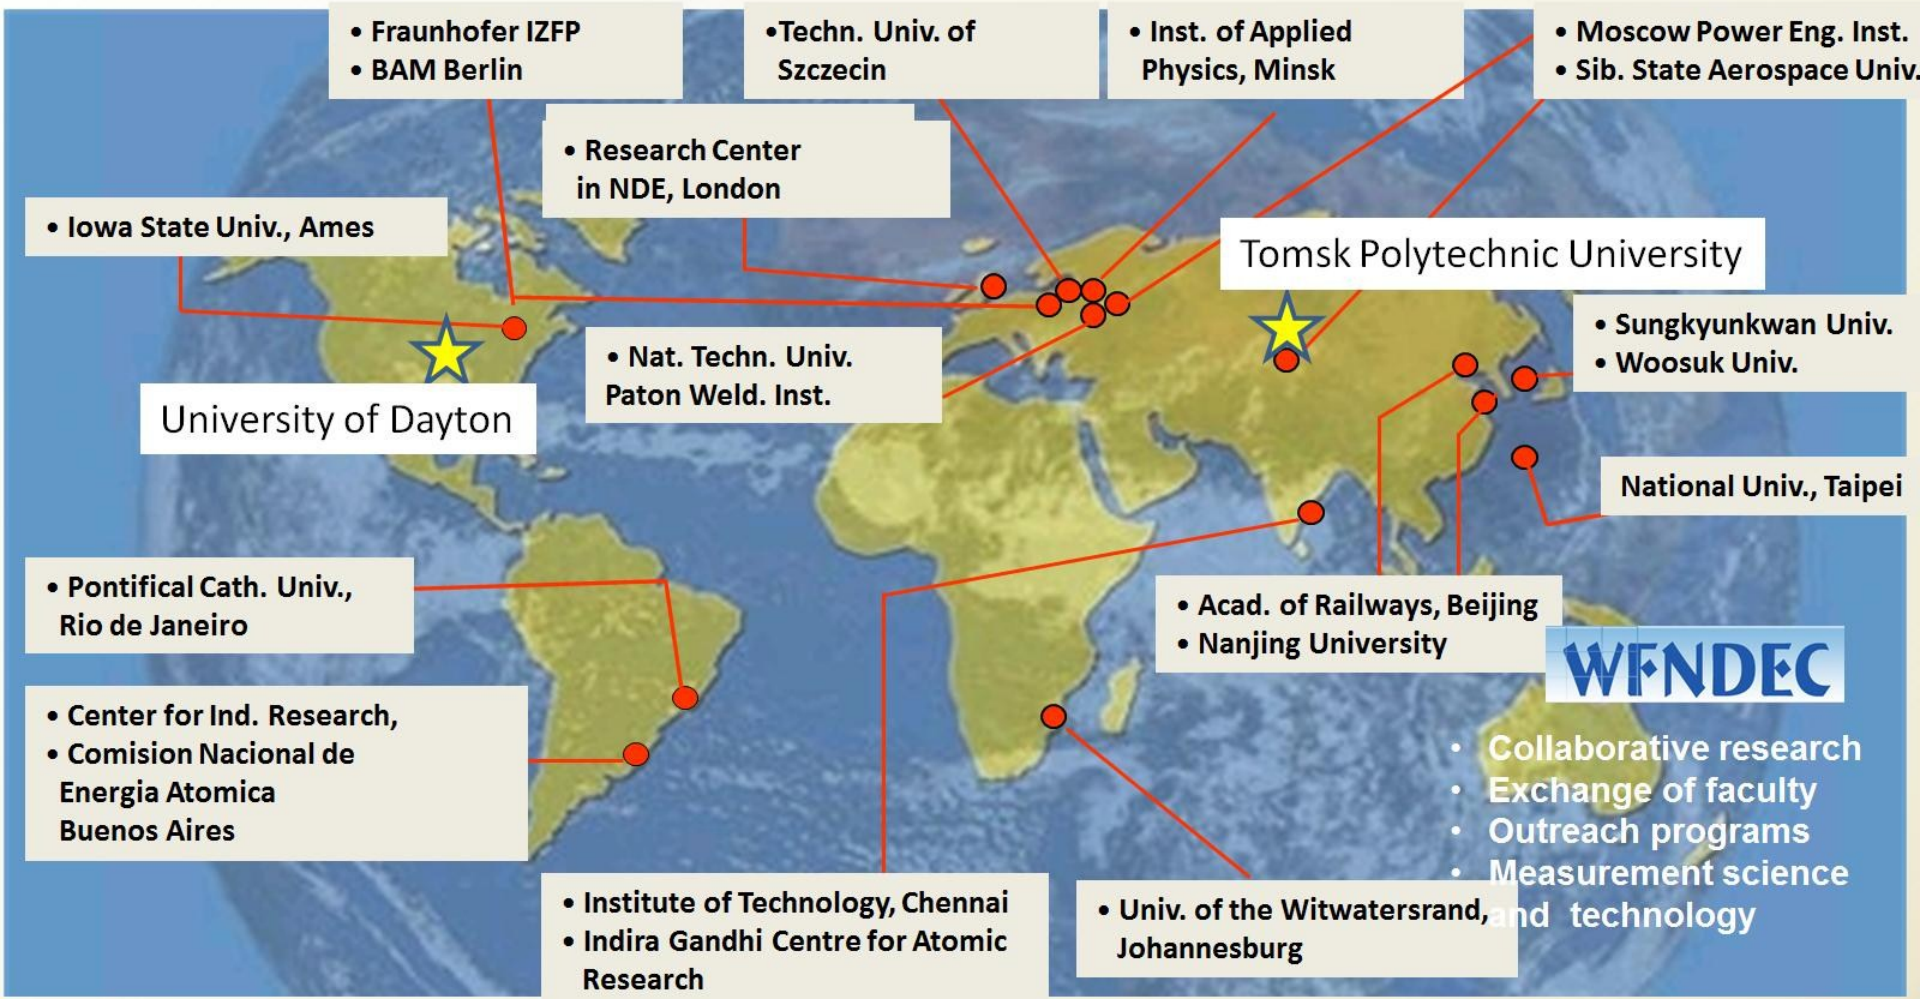 • Fraunhofer IZFP
• BAM Berlin
•Techn. Univ. of
Szczecin
• Inst. of Applied
Physics, Minsk
• Moscow Power Eng. Inst.
• Sib. State Aerospace Univ.
• Research Center
in NDE, London
• Iowa State Univ., Ames
Tomsk Polytechnic University
• Sungkyunkwan Univ.
• Woosuk Univ.
• Nat. Techn. Univ.
Paton Weld. Inst.
University of Dayton
National Univ., Taipei
• Pontifical Cath. Univ.,
Rio de Janeiro
• Acad. of Railways, Beijing
• Nanjing University
WFNDEC
• Center for Ind. Research,
• Comision Nacional de
Energia Atomica
Buenos Aires
• Collaborative research
• Exchange of faculty
• Outreach programs
• Measurement science
and technology
• Institute of Technology, Chennai
• Indira Gandhi Centre for Atomic
Research
• Univ. of the Witwatersrand,
Johannesburg